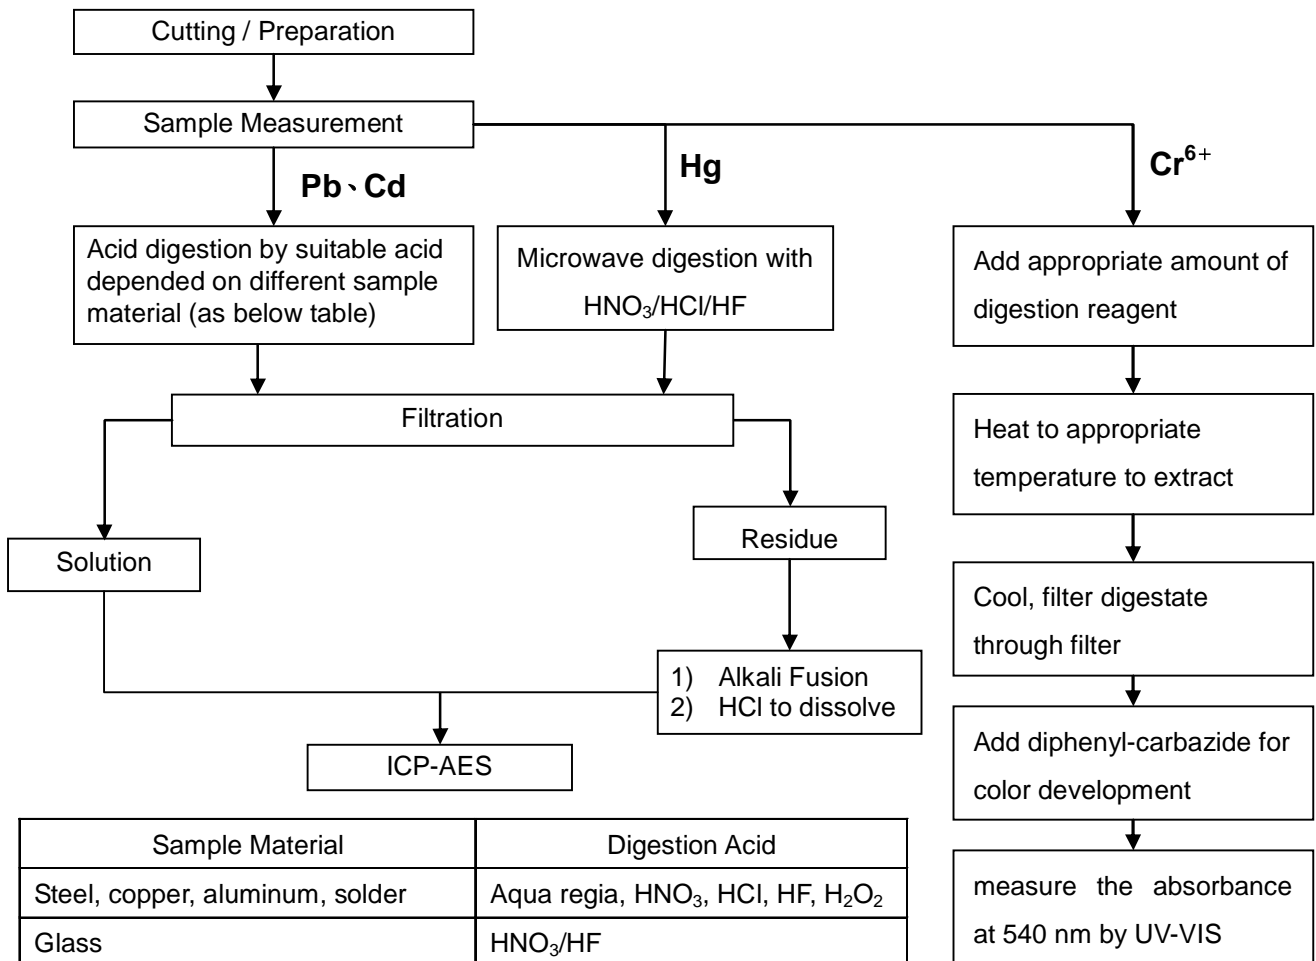 Cutting / Preparation
Sample Measurement
Pb、Cd
Hg
Cr⁶⁺
Acid digestion by suitable acid
depended on different sample
material (as below table)
Microwave digestion with
HNO₃/HCl/HF
Filtration
Solution
Residue
1) Alkali Fusion
2) HCl to dissolve
ICP-AES
Add appropriate amount of
digestion reagent
Heat to appropriate
temperature to extract
Cool, filter digestate
through filter
Add diphenyl-carbazide for
color development
measure the absorbance
at 540 nm by UV-VIS
Sample Material Digestion Acid
Steel, copper, aluminum, solder Aqua regia, HNO₃, HCl, HF, H₂O₂
Glass HNO₃/HF